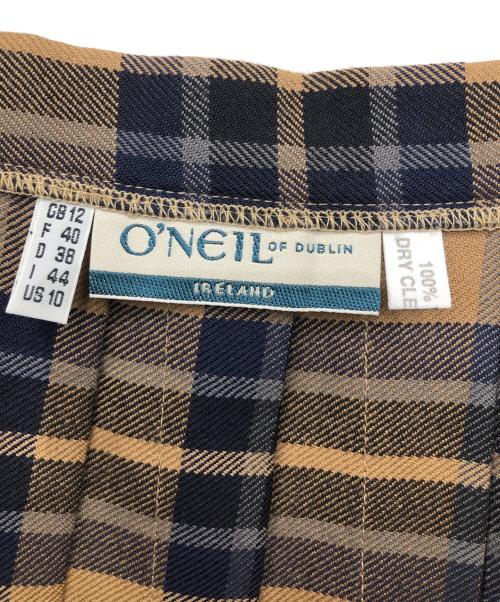 GB 12
F 40
D 38
I 44
US 10
O'NEIL OF DUBLIN
IRELAND
100%
DRY CLE